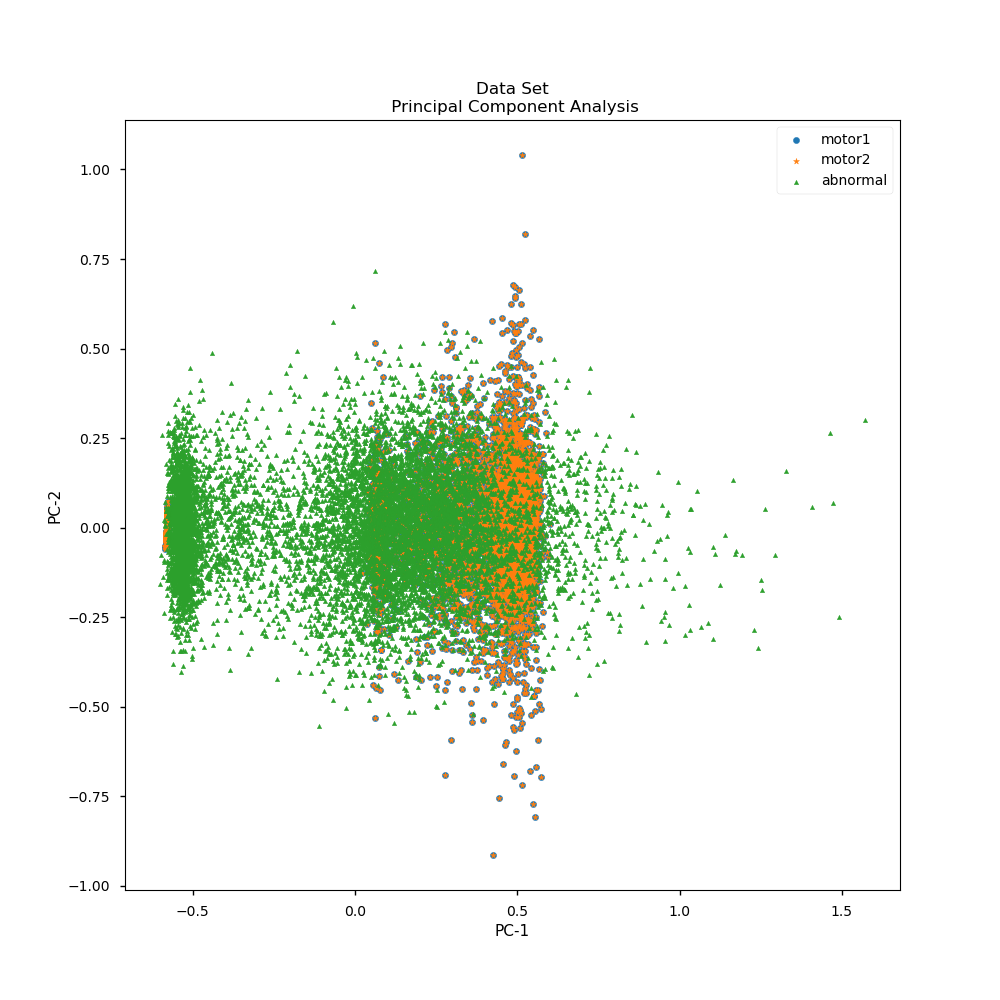 Data Set
Principal Component Analysis
motor1
motor2
abnormal
1.00
0.75
0.50
0.25
0.00
−0.25
−0.50
−0.75
−1.00
PC-2
−0.5
0.0
0.5
1.0
1.5
PC-1